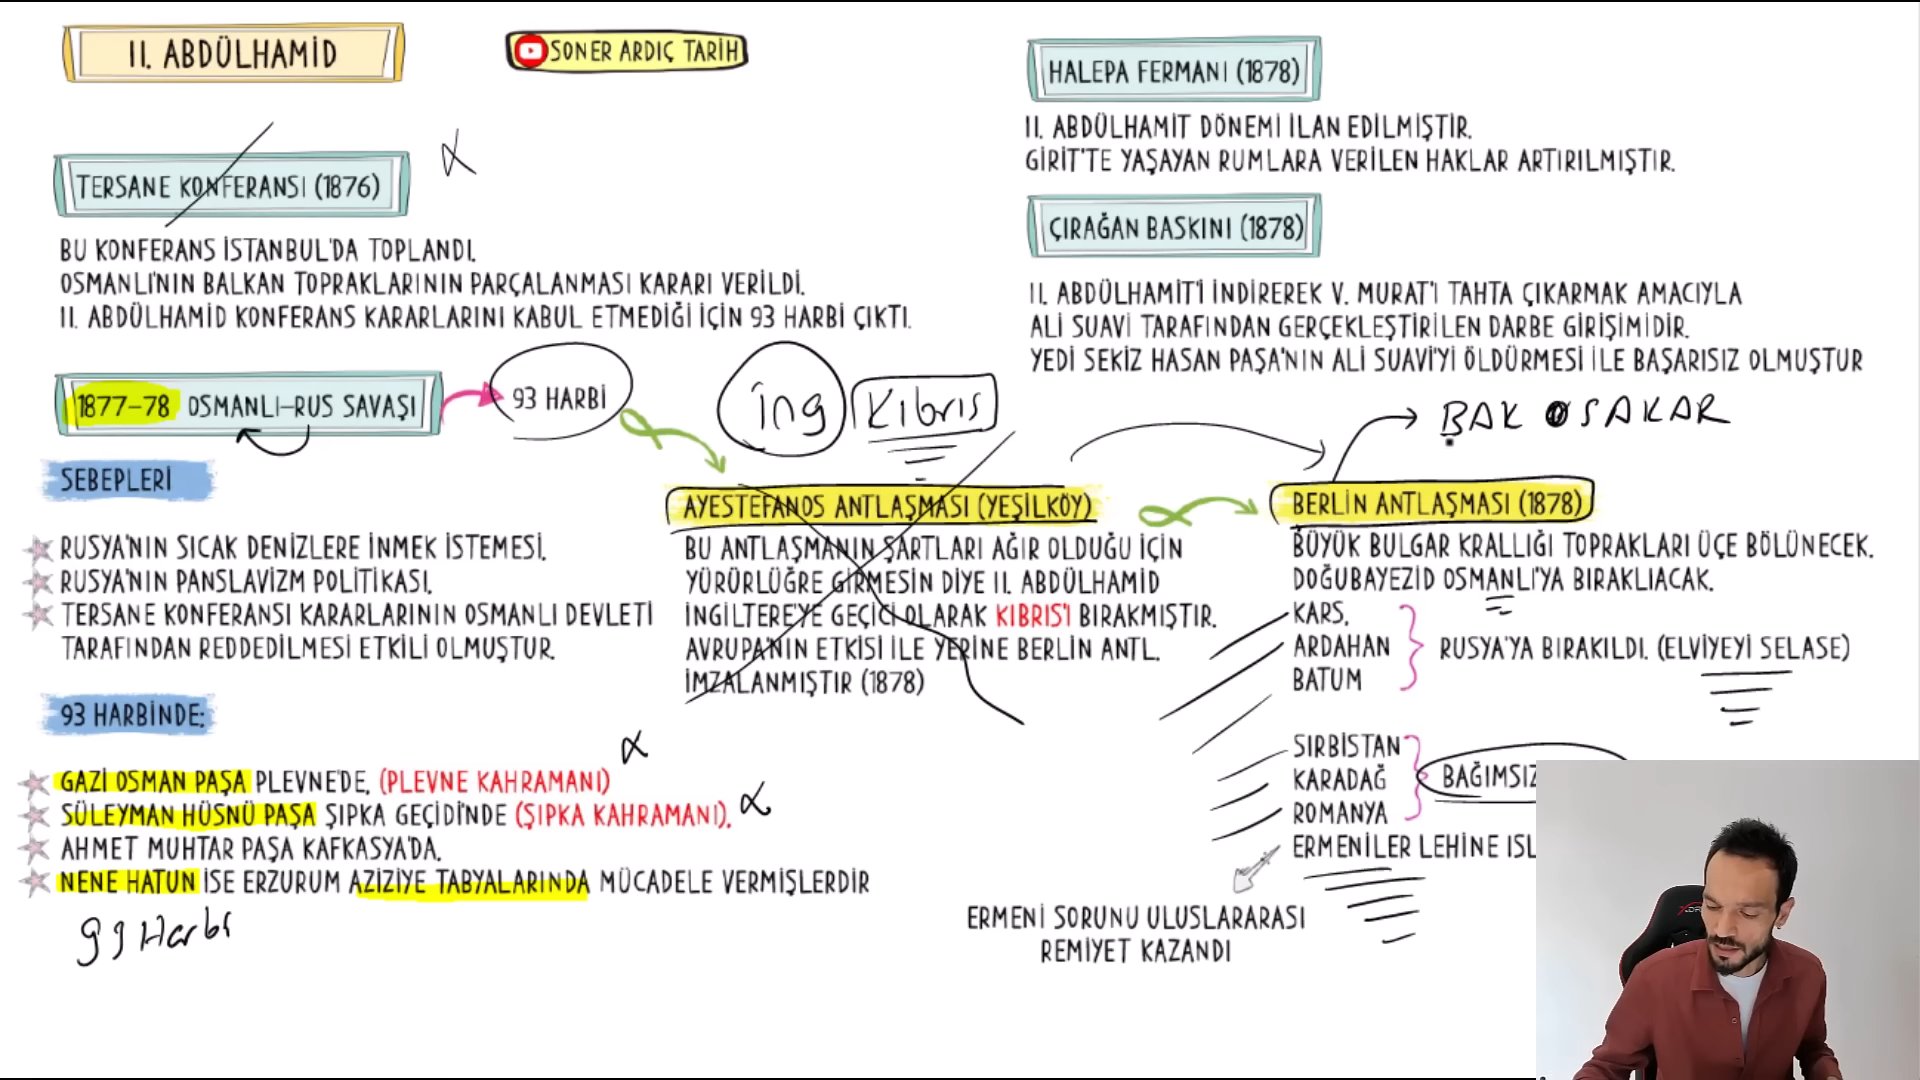 II. ABDÜLHAMİD
SONER ARDIÇ TARİH
TERSANE KONFERANSI (1876)
BU KONFERANS İSTANBUL'DA TOPLANDI.
OSMANLI'NIN BALKAN TOPRAKLARININ PARÇALANMASI KARARI VERİLDİ.
II. ABDÜLHAMİD KONFERANS KARARLARINI KABUL ETMEDİĞİ İÇİN 93 HARBİ ÇIKTI.
1877-78 OSMANLI-RUS SAVAŞI
93 HARBİ
ing
Kıbrıs
SEBEPLERİ
RUSYA'NIN SICAK DENİZLERE İNMEK İSTEMESİ.
RUSYA'NIN PANSLAVİZM POLİTİKASI.
TERSANE KONFERANSI KARARLARININ OSMANLI DEVLETİ
TARAFINDAN REDDEDİLMESİ ETKİLİ OLMUŞTUR.
93 HARBİNDE:
GAZİ OSMAN PAŞA PLEVNE'DE, (PLEVNE KAHRAMANI)
SÜLEYMAN HÜSNÜ PAŞA ŞIPKA GEÇİDİ'NDE (ŞIPKA KAHRAMANI).
AHMET MUHTAR PAŞA KAFKASYA'DA,
NENE HATUN İSE ERZURUM AZİZİYE TABYALARINDA MÜCADELE VERMİŞLERDİR
93 Harbi
AYESTEFANOS ANTLAŞMASI (YEŞİLKÖY)
BU ANTLAŞMANIN ŞARTLARI AĞIR OLDUĞU İÇİN
YÜRÜRLÜĞRE GİRMESİN DİYE II. ABDÜLHAMİD
İNGİLTERE'YE GEÇİCİ OLARAK KIBRIS'I BIRAKMIŞTIR.
AVRUPA'NIN ETKİSİ İLE YERİNE BERLİN ANTL.
İMZALANMIŞTIR (1878)
HALEPA FERMANI (1878)
II. ABDÜLHAMİT DÖNEMİ İLAN EDİLMİŞTİR.
GİRİT'TE YAŞAYAN RUMLARA VERİLEN HAKLAR ARTIRILMIŞTIR.
ÇIRAĞAN BASKINI (1878)
II. ABDÜLHAMİT'İ İNDİREREK V. MURAT'I TAHTA ÇIKARMAK AMACIYLA
ALİ SUAVİ TARAFINDAN GERÇEKLEŞTİRİLEN DARBE GİRİŞİMİDİR.
YEDİ SEKİZ HASAN PAŞA'NIN ALİ SUAVİ'Yİ ÖLDÜRMESİ İLE BAŞARISIZ OLMUŞTUR
BAK SAKAR
BERLİN ANTLAŞMASI (1878)
BÜYÜK BULGAR KRALLIĞI TOPRAKLARI ÜÇE BÖLÜNECEK.
DOĞUBAYEZID OSMANLI'YA BIRAKLIACAK.
KARS,
ARDAHAN
BATUM
RUSYA'YA BIRAKILDI. (ELVİYEYİ SELASE)
SIRBİSTAN
KARADAĞ
ROMANYA
BAĞIMSIZ
ERMENİLER LEHİNE ISL
ERMENİ SORUNU ULUSLARARASI
REMİYET KAZANDI